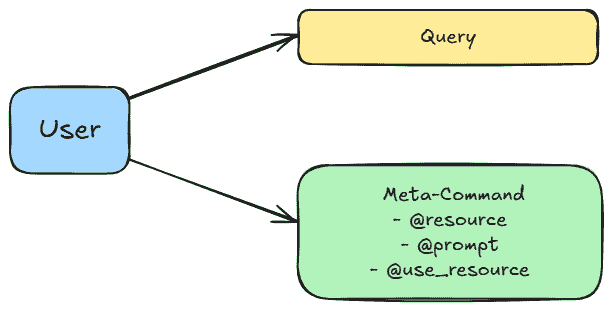 User
Query
Meta-Command
- @resource
- @prompt
- @use_resource